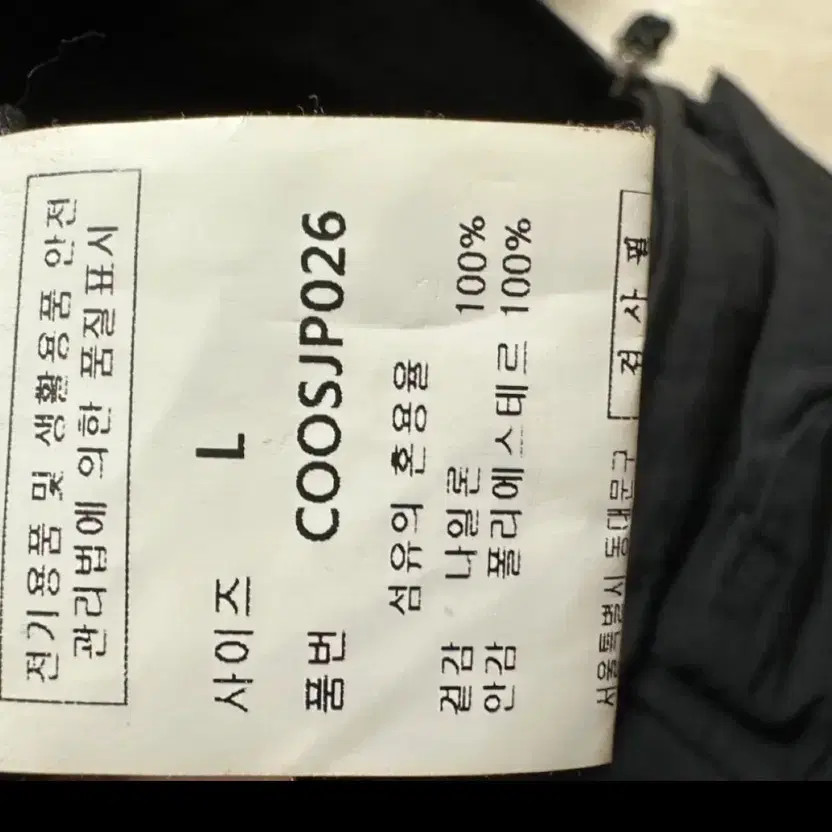 전기용품 및 생활용품 안전
관리법에 의한 품질표시
사이즈 L
품번 COOSJP026
섬유의 혼용율
겉감 나일론 100%
안감 폴리에스테르 100%
서울특별시 동대문구
검 사 필